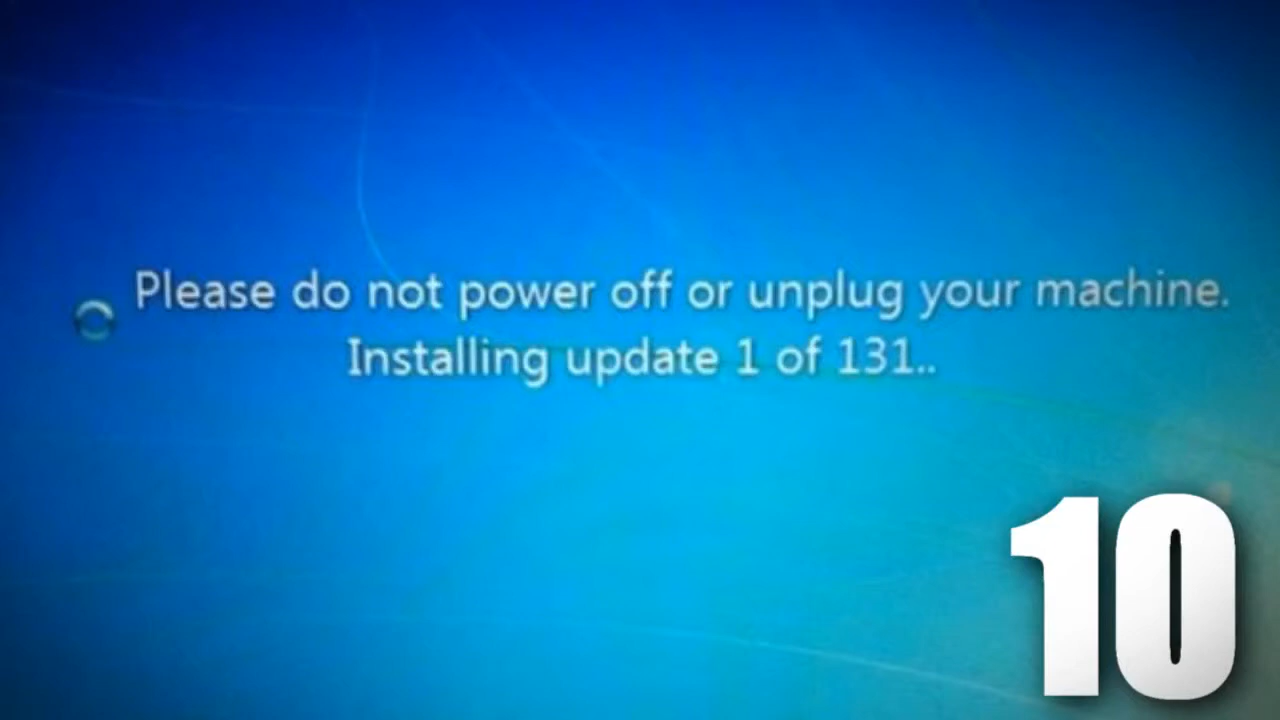 Please do not power off or unplug your machine.
Installing update 1 of 131..
10